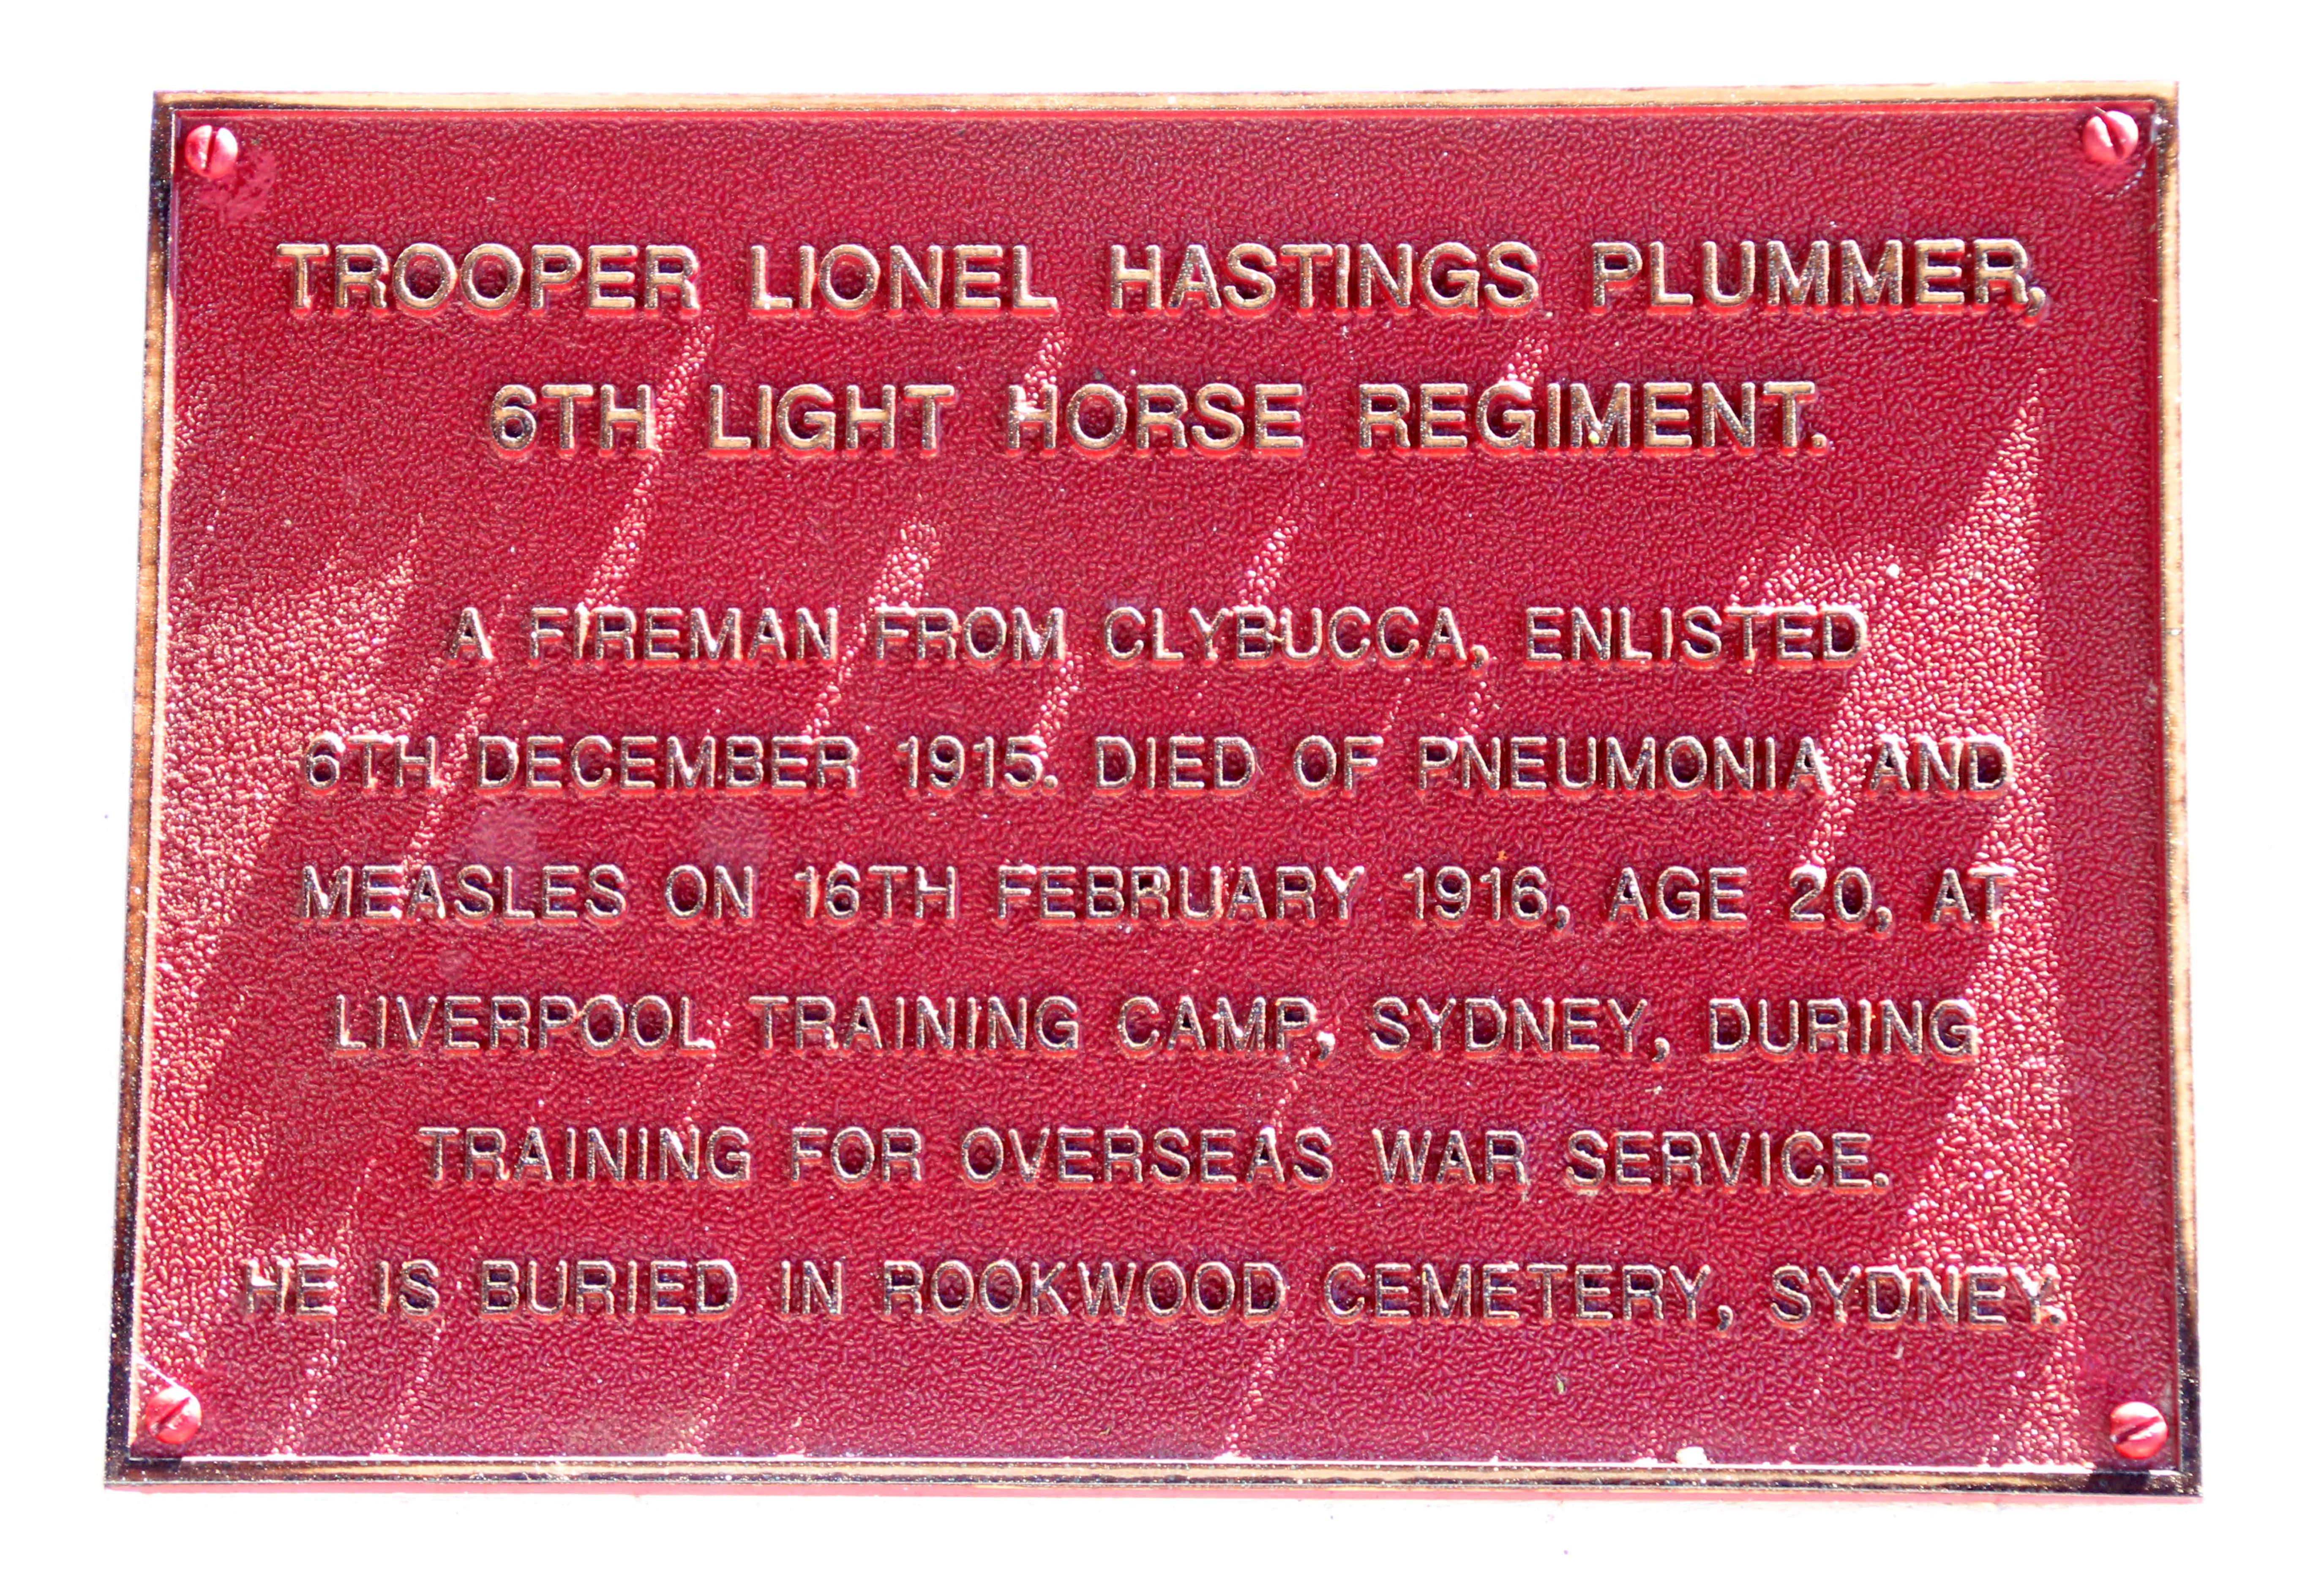 TROOPER LIONEL HASTINGS PLUMMER,
6TH LIGHT HORSE REGIMENT.
A FIREMAN FROM CLYBUCCA, ENLISTED
6TH DECEMBER 1915. DIED OF PNEUMONIA AND
MEASLES ON 16TH FEBRUARY 1916, AGE 20, AT
LIVERPOOL TRAINING CAMP, SYDNEY, DURING
TRAINING FOR OVERSEAS WAR SERVICE.
HE IS BURIED IN ROOKWOOD CEMETERY, SYDNEY.